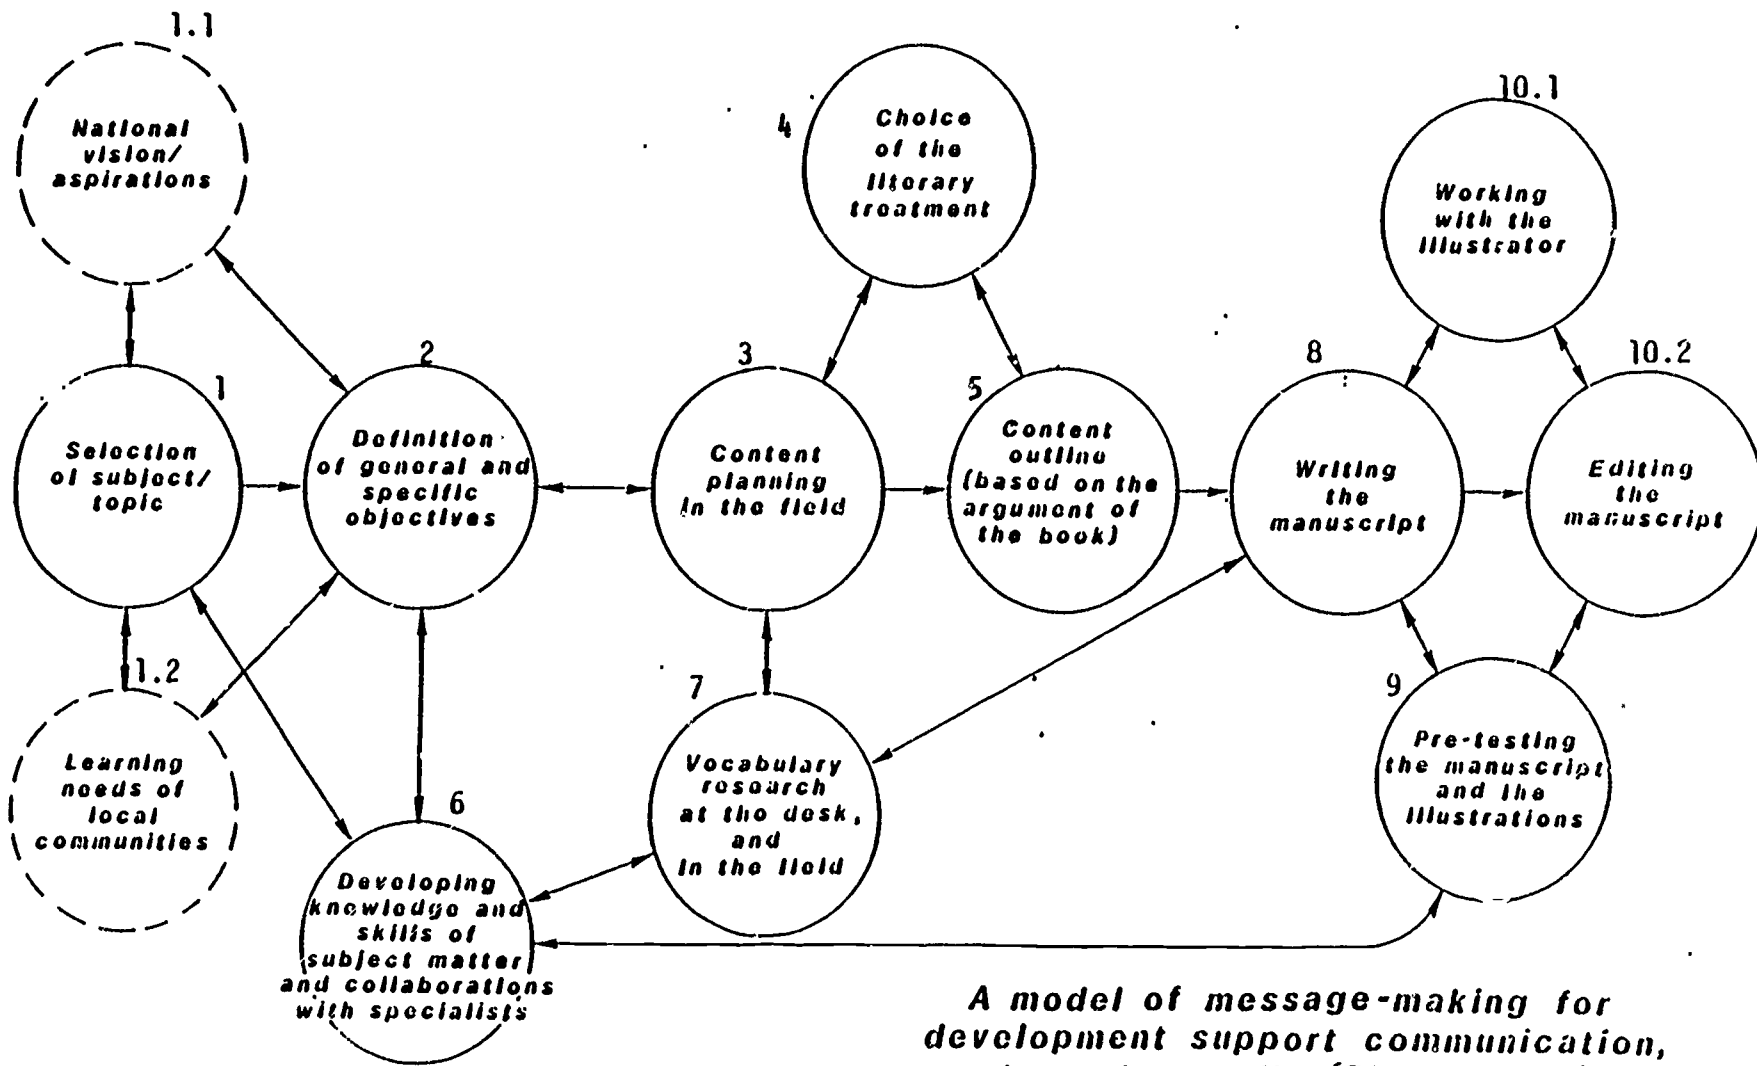 1.1
National
vision/
aspirations
1
Selection
of subject/
topic
1.2
Learning
needs of
local
communities
2
Definition
of general and
specific
objectives
6
Developing
knowledge and
skills of
subject matter
and collaborations
with specialists
3
Content
planning
in the field
4
Choice
of the
literary
treatment
5
Content
outline
(based on the
argument of
the book)
7
Vocabulary
research
at the desk,
and
in the field
8
Writing
the
manuscript
10.1
Working
with the
illustrator
10.2
Editing
the
manuscript
9
Pre-testing
the manuscript
and the
illustrations
A model of message-making for
development support communication,